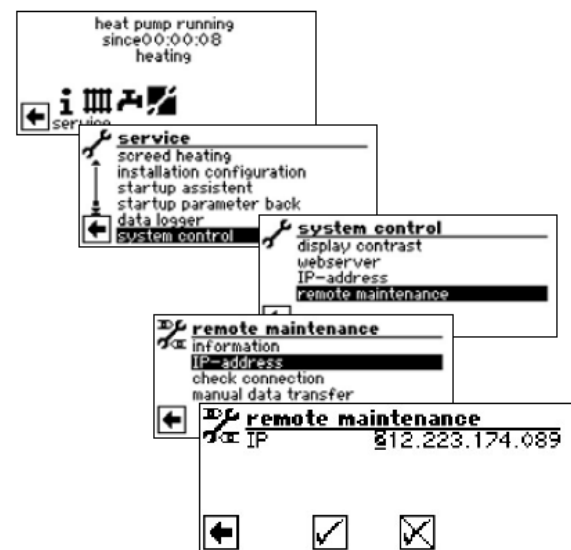 heat pump running
since00:00:08
heating
service
service
screed heating
installation configuration
startup assistent
startup parameter back
data logger
system control
system control
display contrast
webserver
IP-address
remote maintenance
remote maintenance
information
IP-address
check connection
manual data transfer
remote maintenance
IP 212.223.174.089